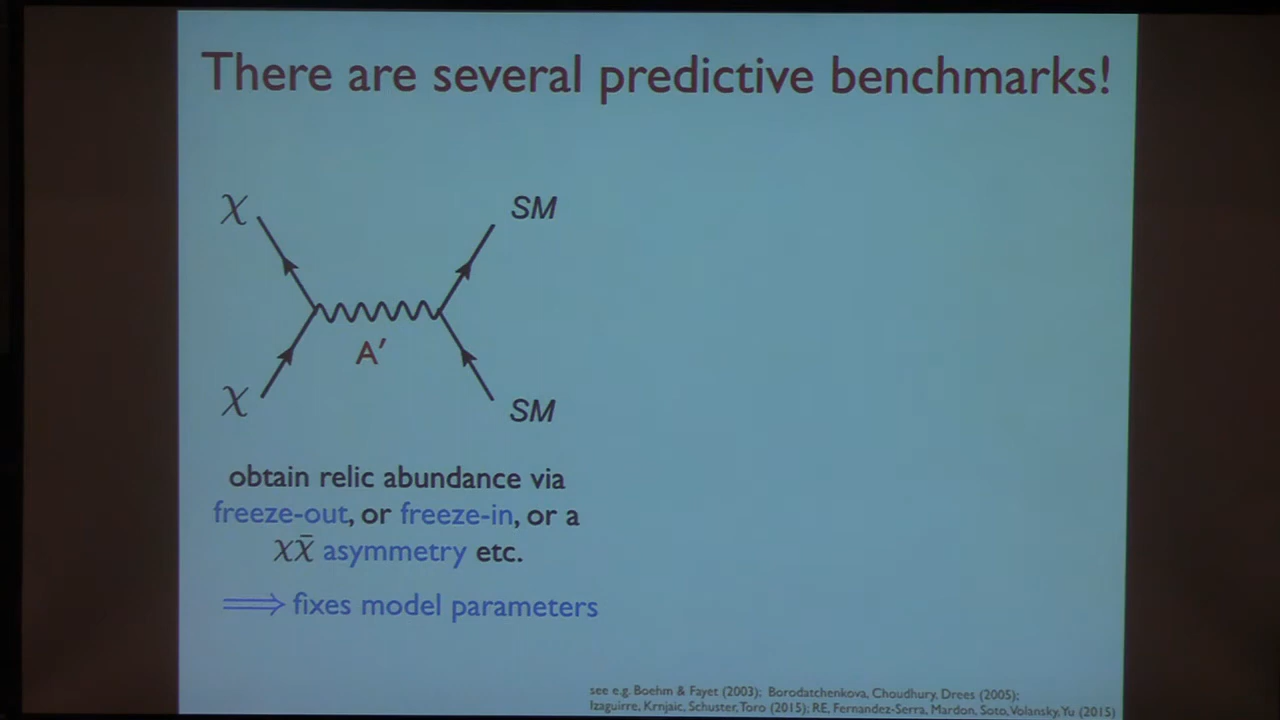 There are several predictive benchmarks!
χ
SM
A′
χ
SM
obtain relic abundance via
freeze-out, or freeze-in, or a
χχ̄ asymmetry etc.
⟹ fixes model parameters
see e.g. Boehm & Fayet (2003); Borodatchenkova, Choudhury, Drees (2005);
Izaguirre, Krnjaic, Schuster, Toro (2015); RE, Fernandez-Serra, Mardon, Soto, Volansky, Yu (2015)